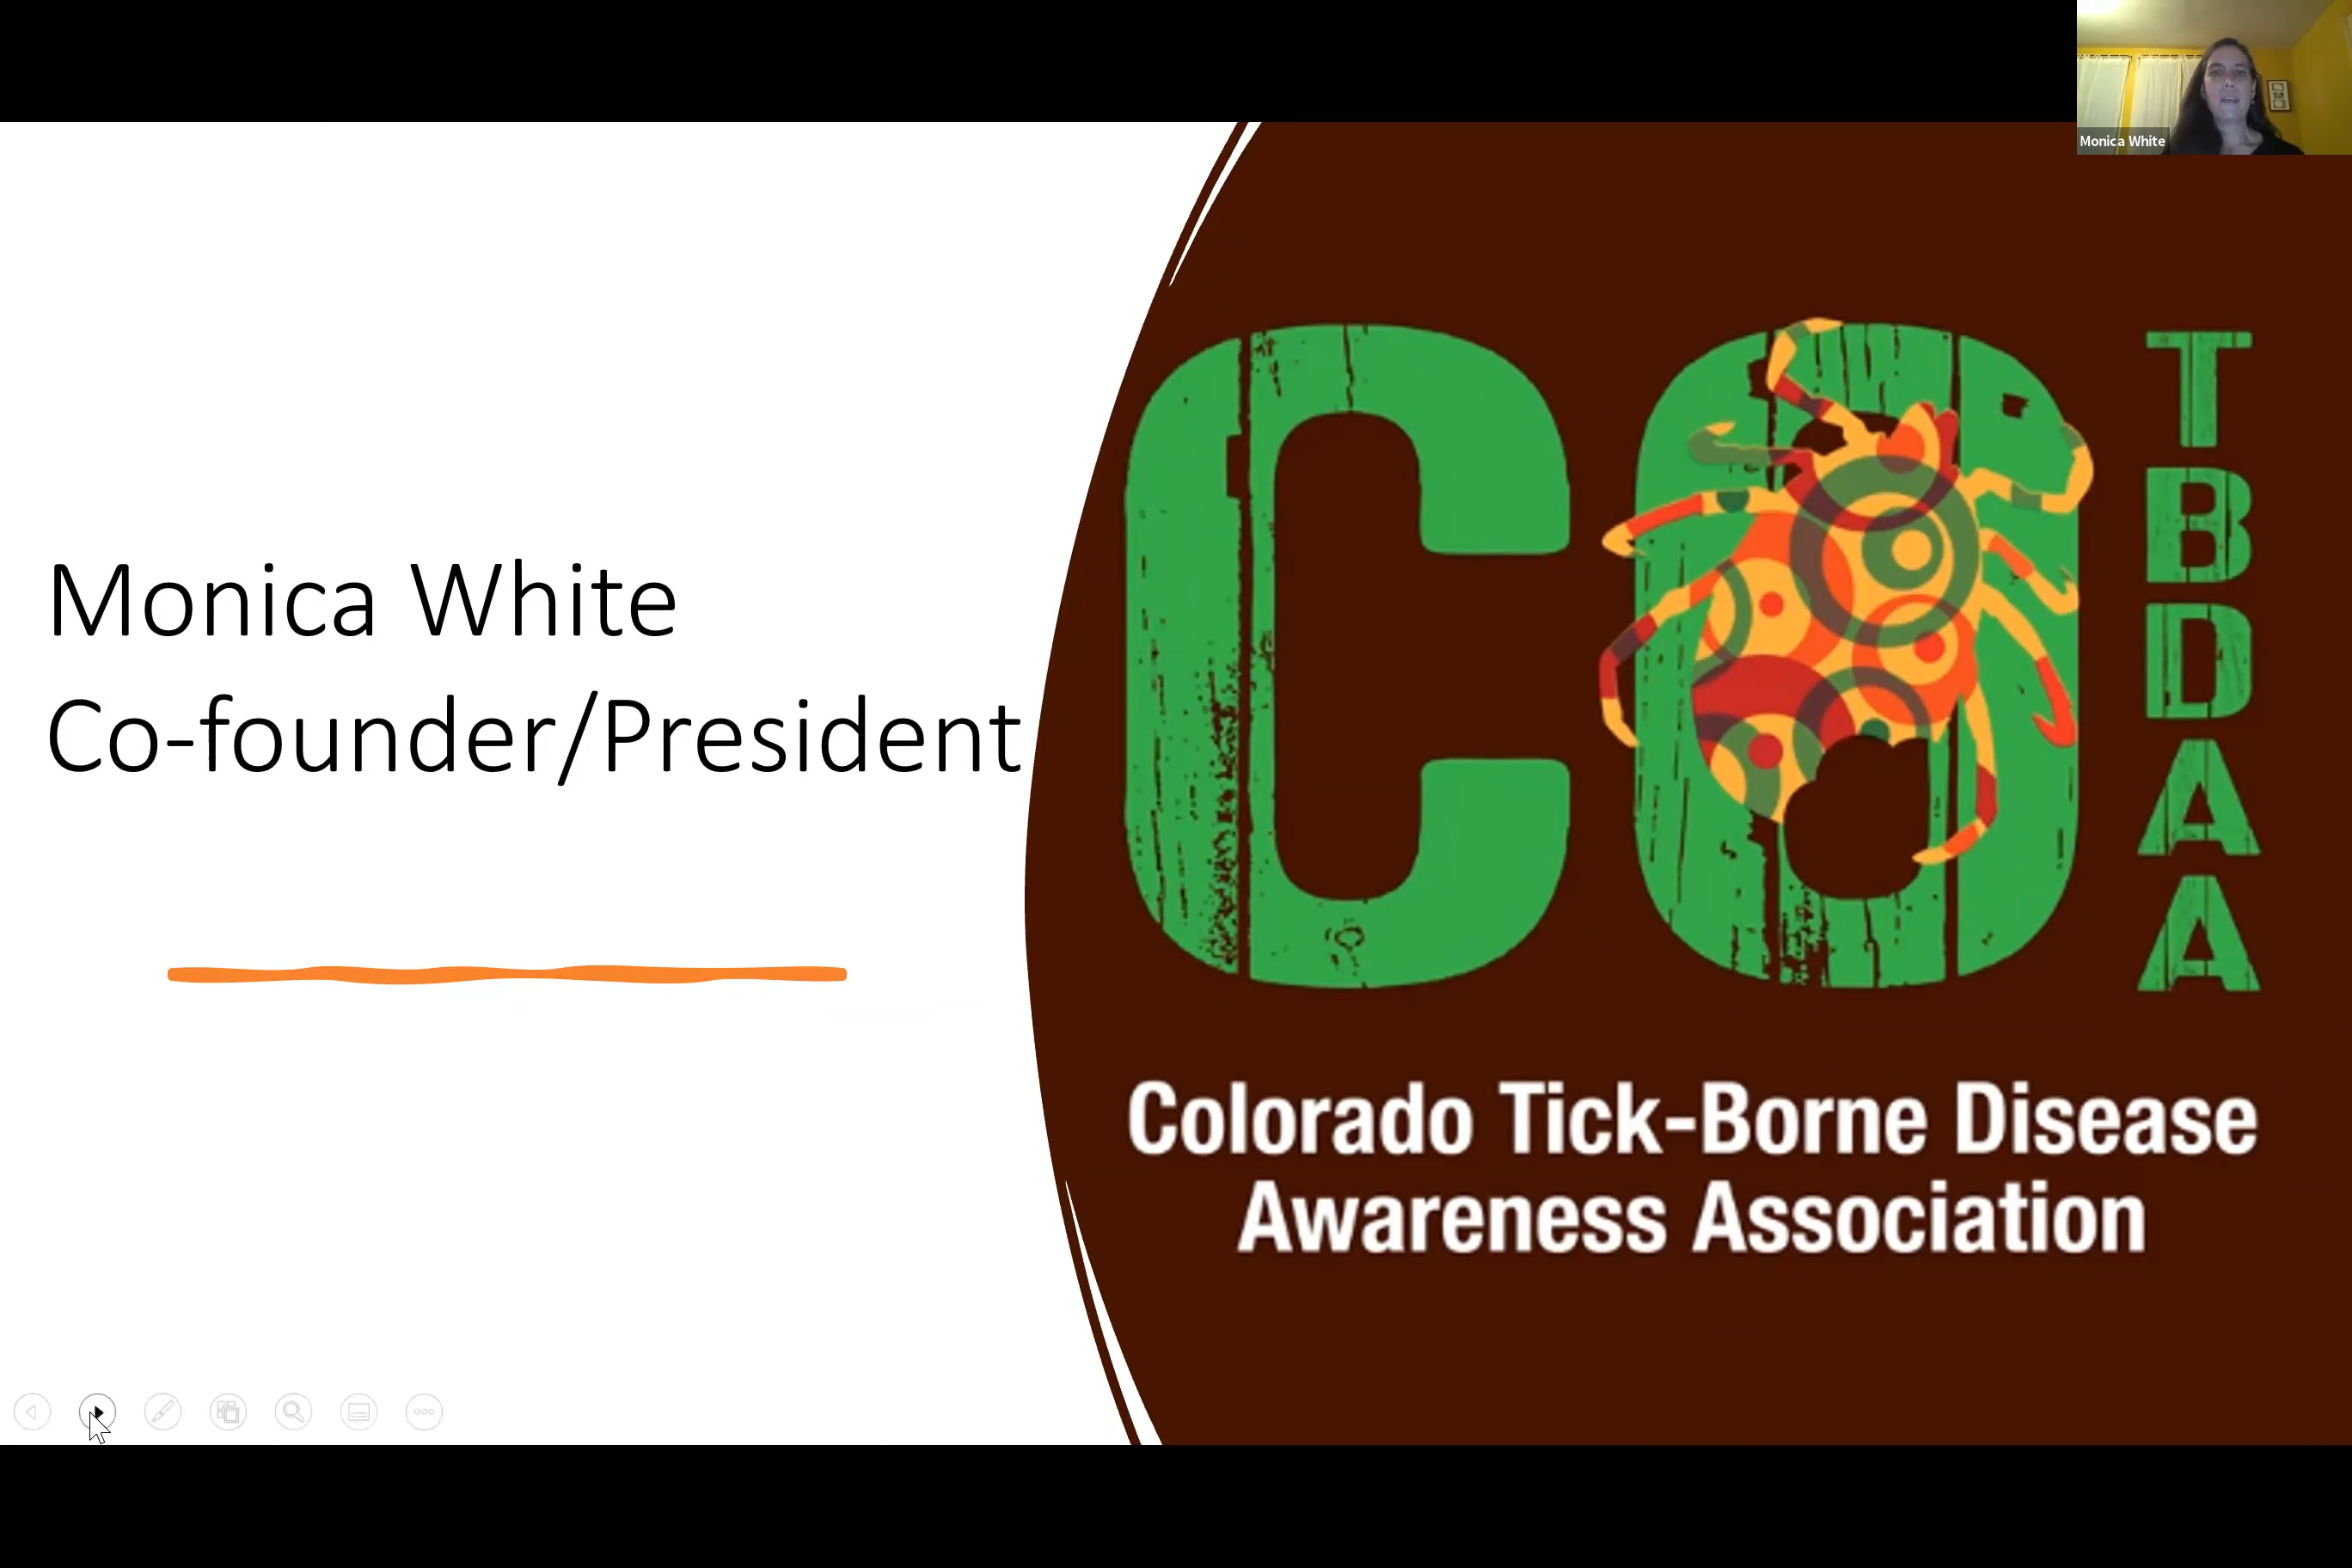 Monica White
Monica White
Co-founder/President
CO
TBDAA
Colorado Tick-Borne Disease
Awareness Association